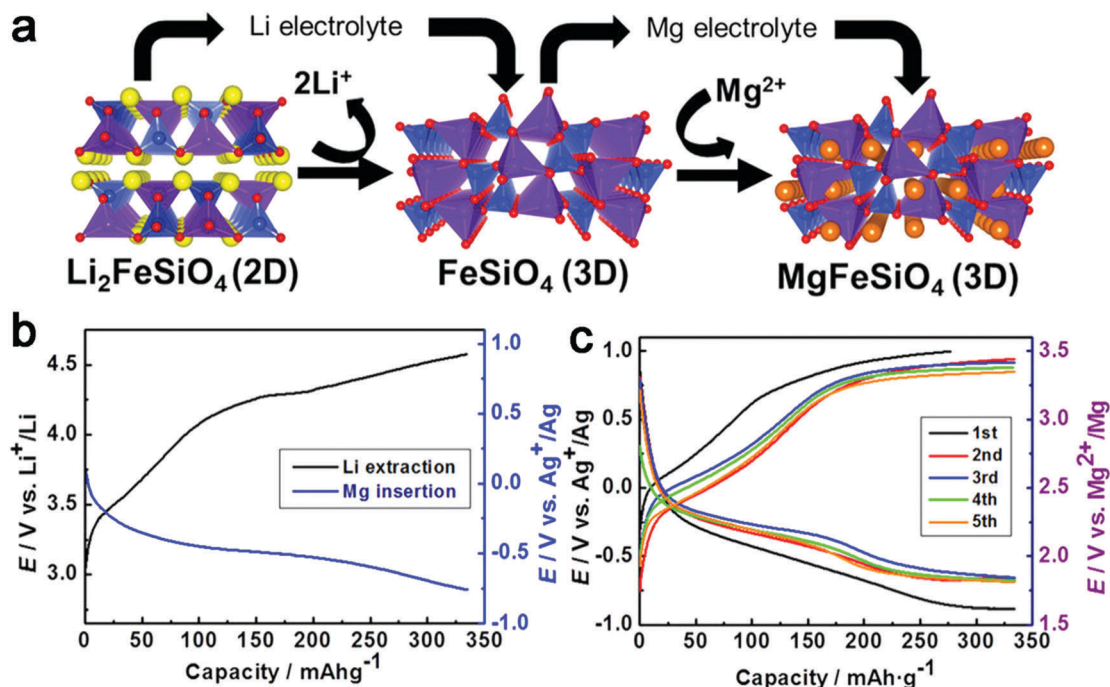 a
Li electrolyte
Mg electrolyte
2Li⁺
Mg²⁺
Li₂FeSiO₄ (2D)
FeSiO₄ (3D)
MgFeSiO₄ (3D)
b
E / V vs. Li⁺/Li
4.5
4.0
3.5
3.0
Li extraction
Mg insertion
1.0
0.5
0.0
-0.5
-1.0
E / V vs. Ag⁺/Ag
0 50 100 150 200 250 300 350
Capacity / mAhg⁻¹
c
E / V vs. Ag⁺/Ag
1.0
0.5
0.0
-0.5
-1.0
1st
2nd
3rd
4th
5th
3.5
3.0
2.5
2.0
1.5
E / V vs. Mg²⁺/Mg
0 50 100 150 200 250 300 350
Capacity / mAh·g⁻¹